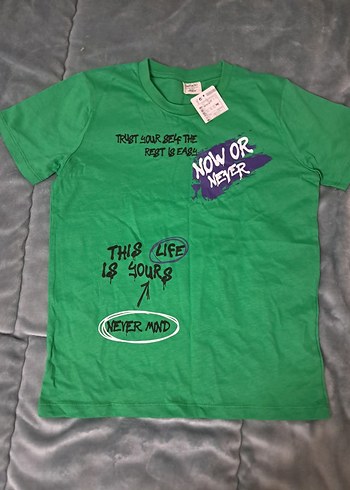 TRUST YOUR SELF THE
REST IS EASY
NOW OR
NEVER
THIS LIFE
IS YOURS
NEVER MIND